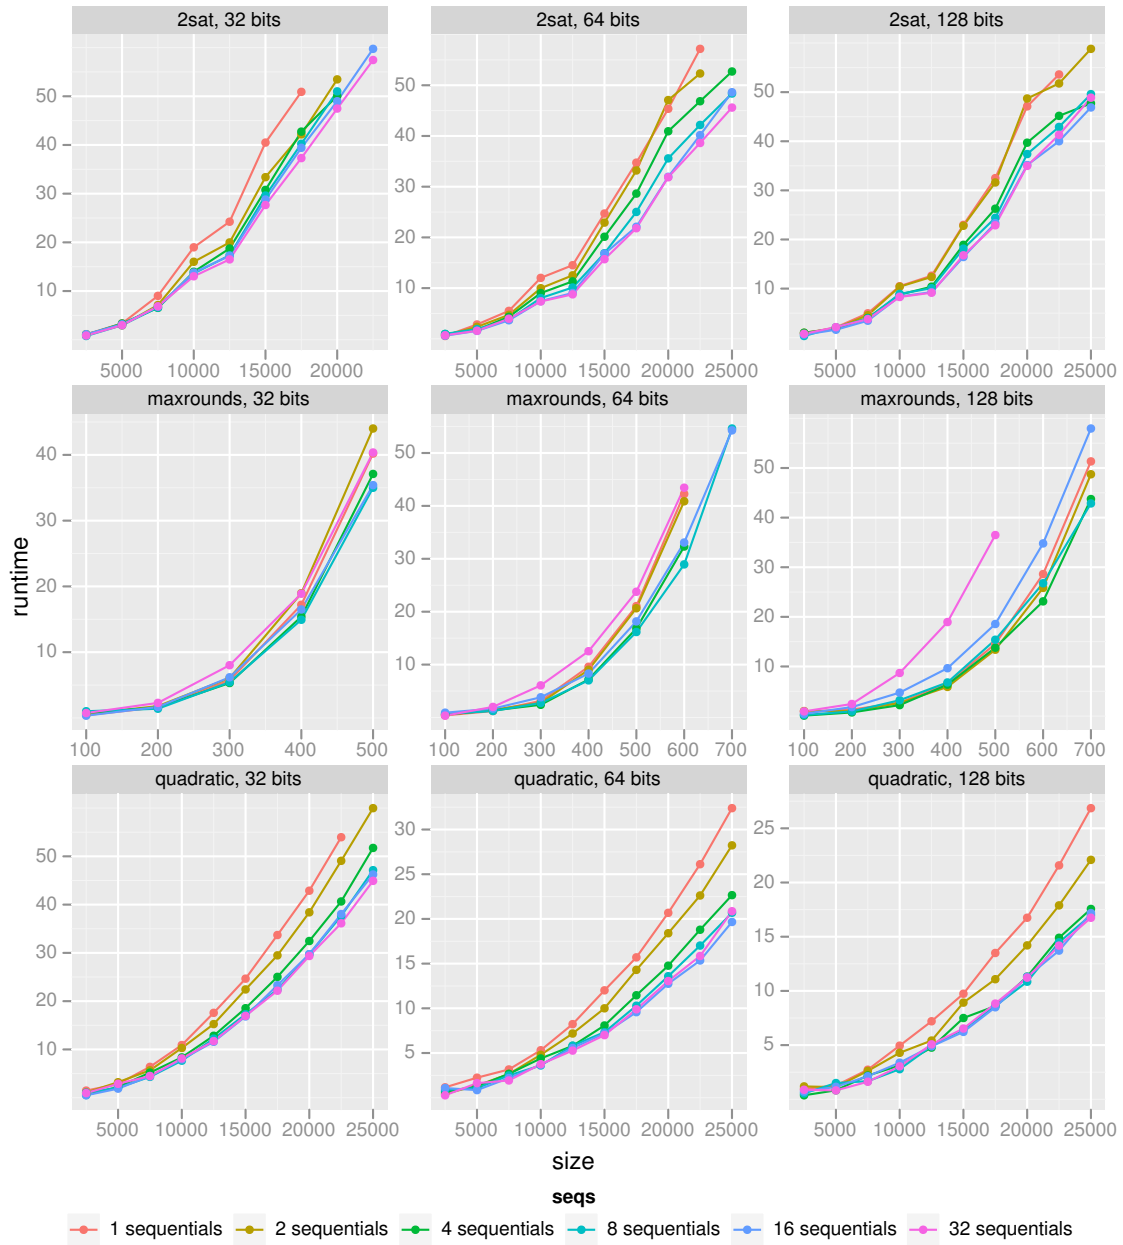 2sat, 32 bits
2sat, 64 bits
2sat, 128 bits
50
40
30
20
10
50
40
30
20
10
50
40
30
20
10
5000 10000 15000 20000
5000 10000 15000 20000 25000
5000 10000 15000 20000 25000
maxrounds, 32 bits
maxrounds, 64 bits
maxrounds, 128 bits
40
30
20
10
50
40
30
20
10
50
40
30
20
10
100 200 300 400 500
100 200 300 400 500 600 700
100 200 300 400 500 600 700
quadratic, 32 bits
quadratic, 64 bits
quadratic, 128 bits
50
40
30
20
10
30
25
20
15
10
5
25
20
15
10
5
5000 10000 15000 20000 25000
5000 10000 15000 20000 25000
5000 10000 15000 20000 25000
runtime
size
seqs
1 sequentials 2 sequentials 4 sequentials 8 sequentials 16 sequentials 32 sequentials